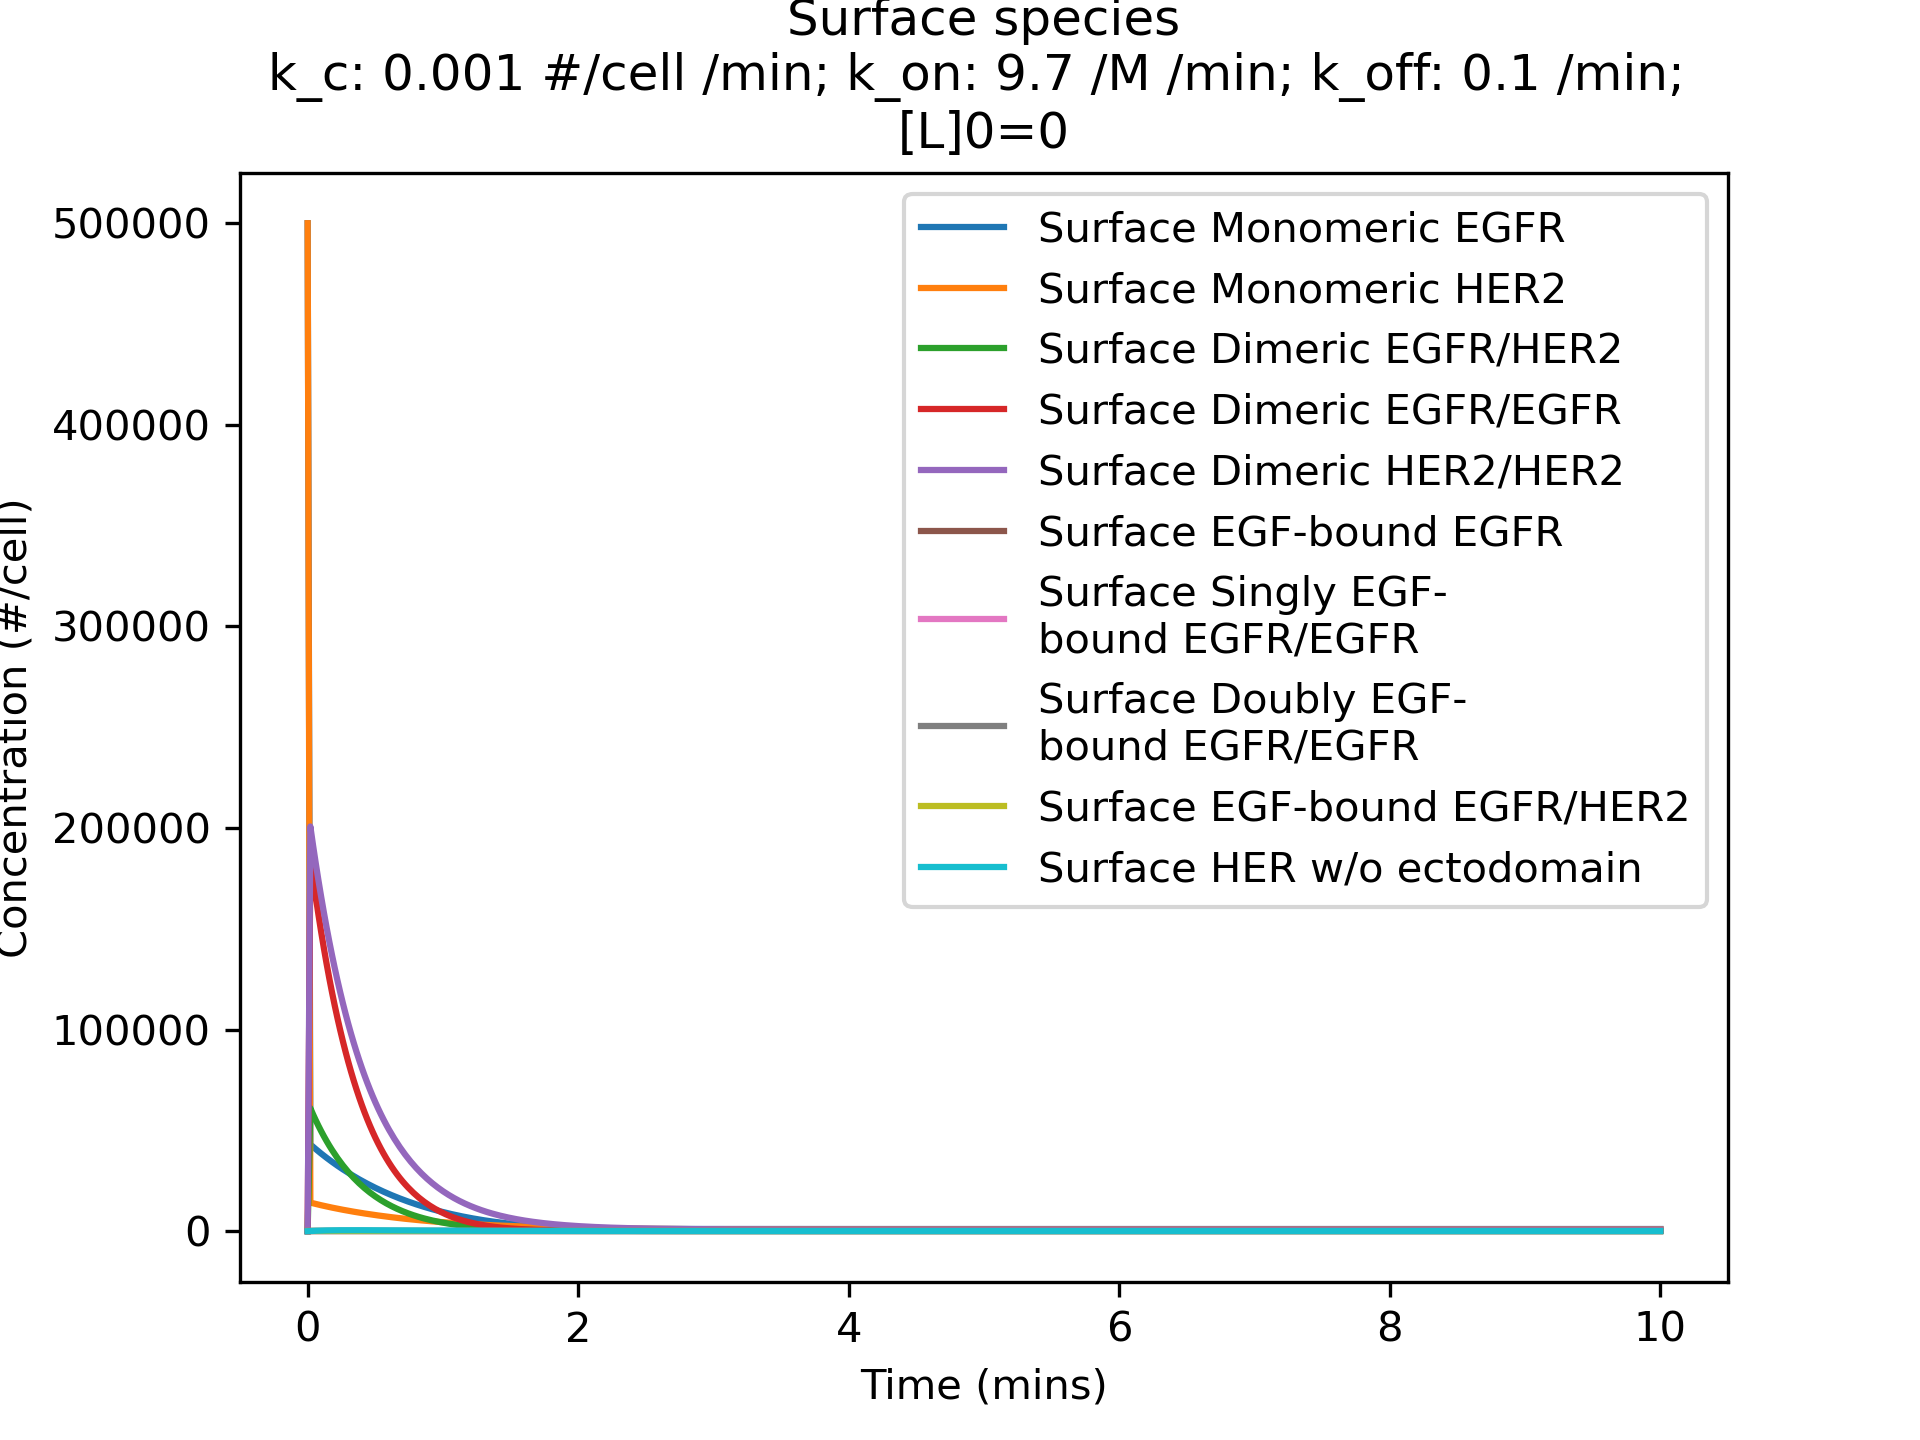 Surface species
k_c: 0.001 #/cell /min; k_on: 9.7 /M /min; k_off: 0.1 /min;
[L]0=0
500000
400000
300000
200000
100000
0
Concentration (#/cell)
Surface Monomeric EGFR
Surface Monomeric HER2
Surface Dimeric EGFR/HER2
Surface Dimeric EGFR/EGFR
Surface Dimeric HER2/HER2
Surface EGF-bound EGFR
Surface Singly EGF-
bound EGFR/EGFR
Surface Doubly EGF-
bound EGFR/EGFR
Surface EGF-bound EGFR/HER2
Surface HER w/o ectodomain
0 2 4 6 8 10
Time (mins)